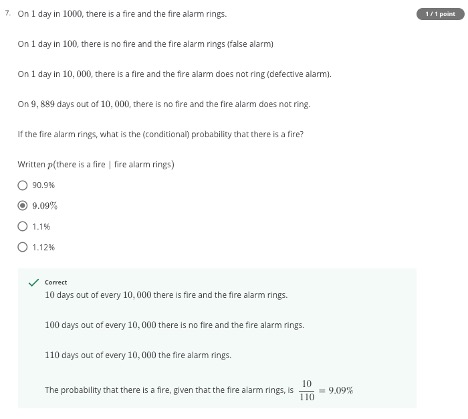 7. On 1 day in 1000, there is a fire and the fire alarm rings.
1 / 1 point
On 1 day in 100, there is no fire and the fire alarm rings (false alarm)
On 1 day in 10, 000, there is a fire and the fire alarm does not ring (defective alarm).
On 9, 889 days out of 10, 000, there is no fire and the fire alarm does not ring.
If the fire alarm rings, what is the (conditional) probability that there is a fire?
Written p(there is a fire | fire alarm rings)
90.9%
9.09%
1.1%
1.12%
Correct
10 days out of every 10, 000 there is fire and the fire alarm rings.
100 days out of every 10, 000 there is no fire and the fire alarm rings.
110 days out of every 10, 000 the fire alarm rings.
The probability that there is a fire, given that the fire alarm rings, is 10/110 = 9.09%